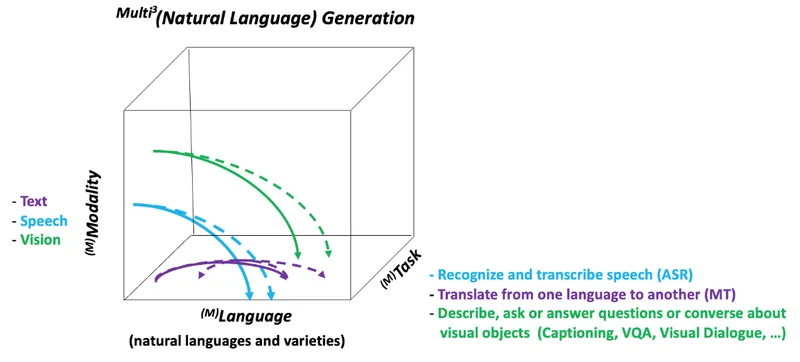 Multi³(Natural Language) Generation
- Text
- Speech
- Vision
(M)Modality
(M)Task
(M)Language
(natural languages and varieties)
- Recognize and transcribe speech (ASR)
- Translate from one language to another (MT)
- Describe, ask or answer questions or converse about
visual objects (Captioning, VQA, Visual Dialogue, ...)